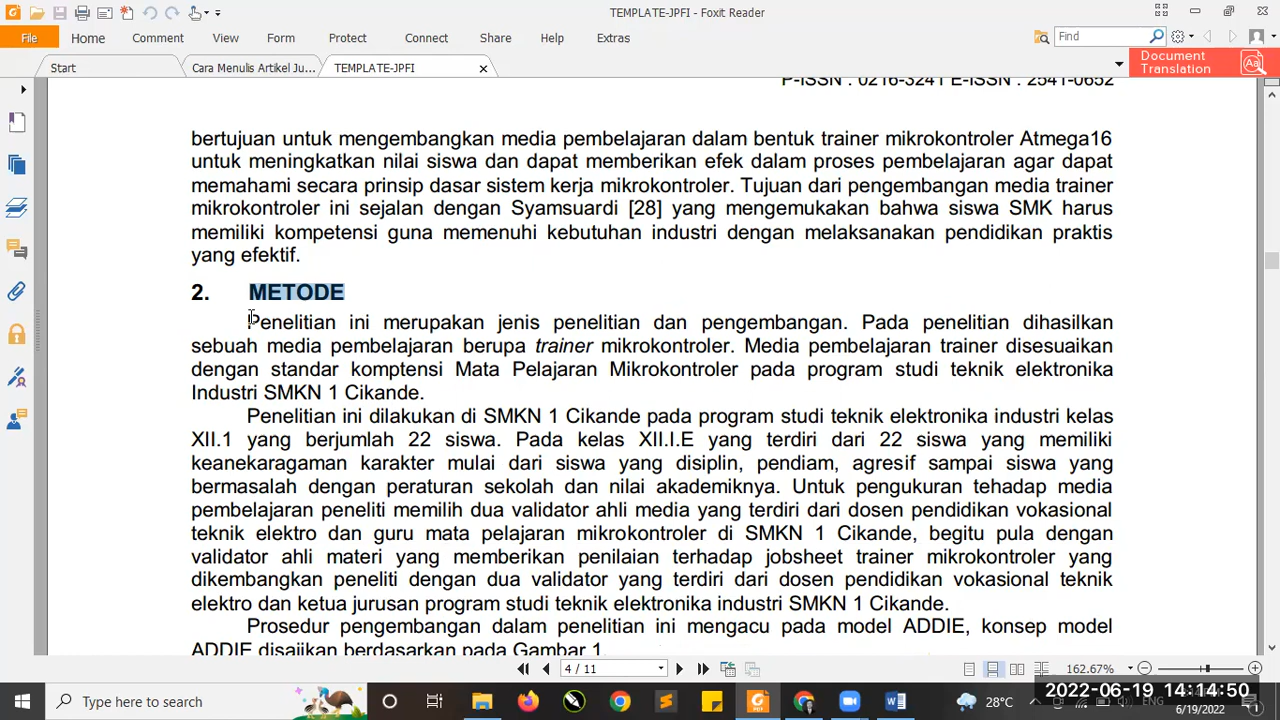 TEMPLATE-JPFI - Foxit Reader
File Home Comment View Form Protect Connect Share Help Extras Find
Start Cara Menulis Artikel Ju... TEMPLATE-JPFI
Document Translation
P-ISSN : 0216-3241 E-ISSN : 2541-0652
bertujuan untuk mengembangkan media pembelajaran dalam bentuk trainer mikrokontroler Atmega16
untuk meningkatkan nilai siswa dan dapat memberikan efek dalam proses pembelajaran agar dapat
memahami secara prinsip dasar sistem kerja mikrokontroler. Tujuan dari pengembangan media trainer
mikrokontroler ini sejalan dengan Syamsuardi [28] yang mengemukakan bahwa siswa SMK harus
memiliki kompetensi guna memenuhi kebutuhan industri dengan melaksanakan pendidikan praktis
yang efektif.
2. METODE
Penelitian ini merupakan jenis penelitian dan pengembangan. Pada penelitian dihasilkan
sebuah media pembelajaran berupa trainer mikrokontroler. Media pembelajaran trainer disesuaikan
dengan standar komptensi Mata Pelajaran Mikrokontroler pada program studi teknik elektronika
Industri SMKN 1 Cikande.
Penelitian ini dilakukan di SMKN 1 Cikande pada program studi teknik elektronika industri kelas
XII.1 yang berjumlah 22 siswa. Pada kelas XII.I.E yang terdiri dari 22 siswa yang memiliki
keanekaragaman karakter mulai dari siswa yang disiplin, pendiam, agresif sampai siswa yang
bermasalah dengan peraturan sekolah dan nilai akademiknya. Untuk pengukuran tehadap media
pembelajaran peneliti memilih dua validator ahli media yang terdiri dari dosen pendidikan vokasional
teknik elektro dan guru mata pelajaran mikrokontroler di SMKN 1 Cikande, begitu pula dengan
validator ahli materi yang memberikan penilaian terhadap jobsheet trainer mikrokontroler yang
dikembangkan peneliti dengan dua validator yang terdiri dari dosen pendidikan vokasional teknik
elektro dan ketua jurusan program studi teknik elektronika industri SMKN 1 Cikande.
Prosedur pengembangan dalam penelitian ini mengacu pada model ADDIE, konsep model
ADDIE disajikan berdasarkan pada Gambar 1.
4 / 11 162.67%
Type here to search 28°C ENG 2022-06-19 14:14:50
6/19/2022